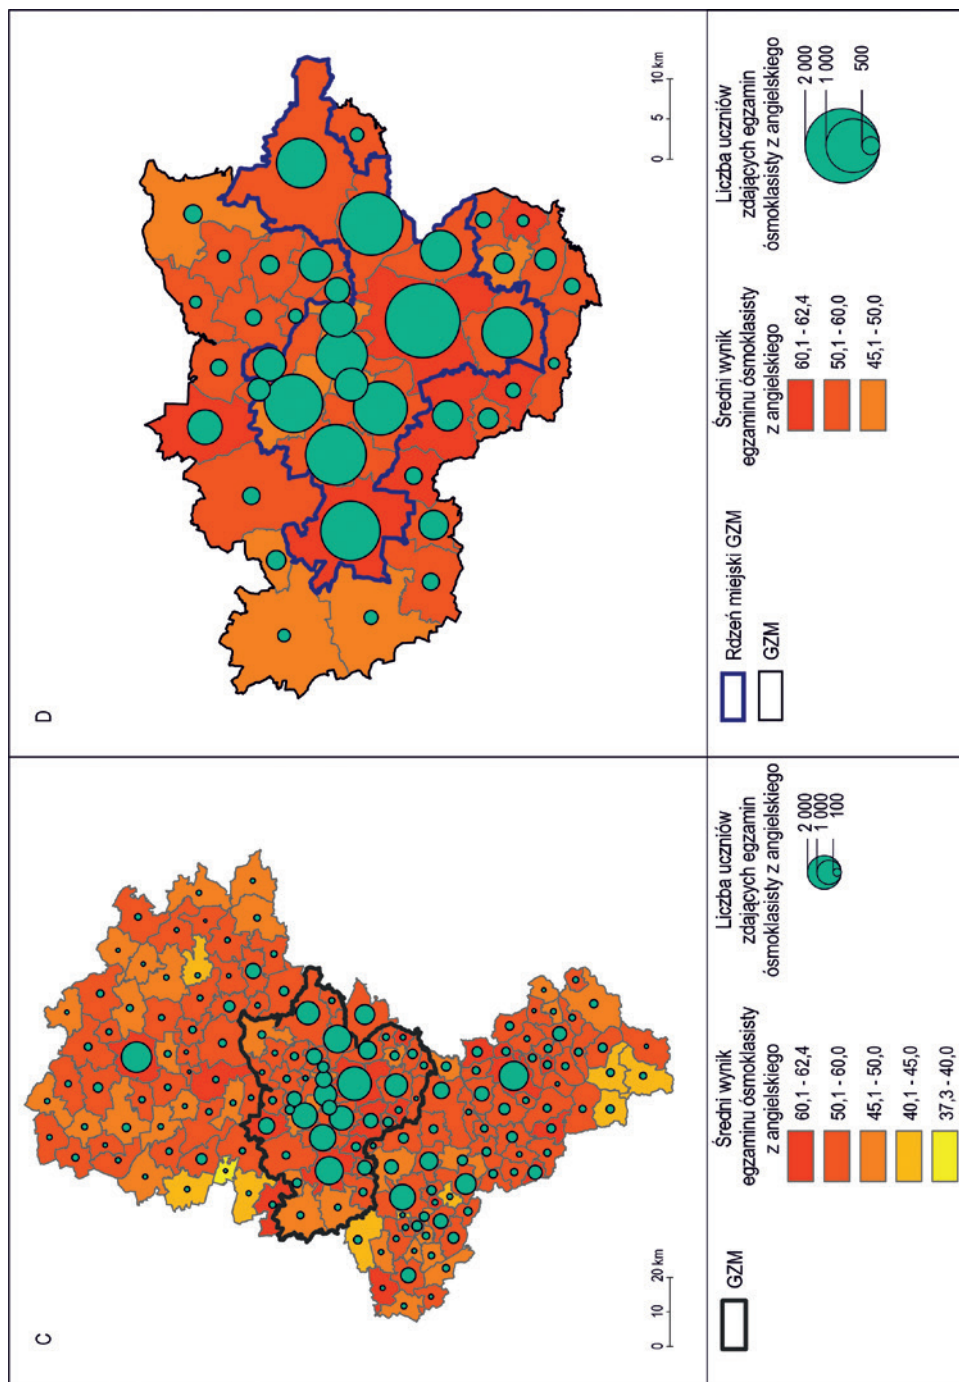 C
0 10 20 km
GZM
Średni wynik
egzaminu ósmoklasisty
z angielskiego
60,1 - 62,4
50,1 - 60,0
45,1 - 50,0
40,1 - 45,0
37,3 - 40,0
Liczba uczniów
zdających egzamin
ósmoklasisty z angielskiego
2 000
1 000
100
D
0 5 10 km
Rdzeń miejski GZM
GZM
Średni wynik
egzaminu ósmoklasisty
z angielskiego
60,1 - 62,4
50,1 - 60,0
45,1 - 50,0
Liczba uczniów
zdających egzamin
ósmoklasisty z angielskiego
2 000
1 000
500